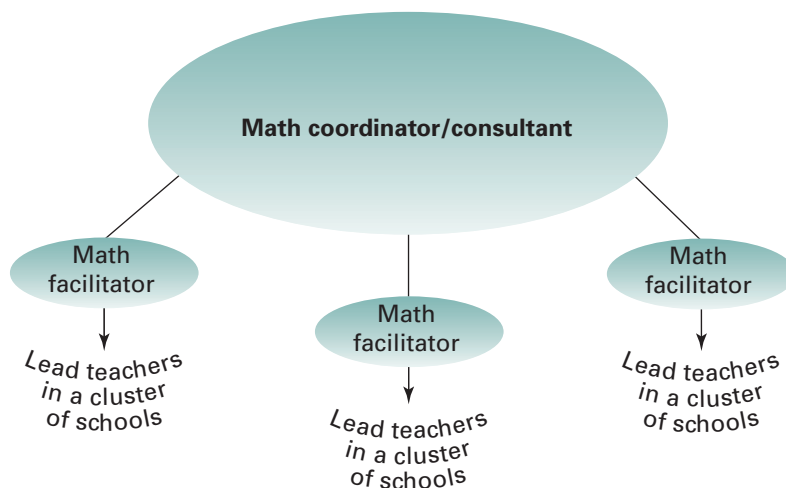 Math coordinator/consultant
Math
facilitator
Lead teachers
in a cluster
of schools
Math
facilitator
Lead teachers
in a cluster
of schools
Math
facilitator
Lead teachers
in a cluster
of schools